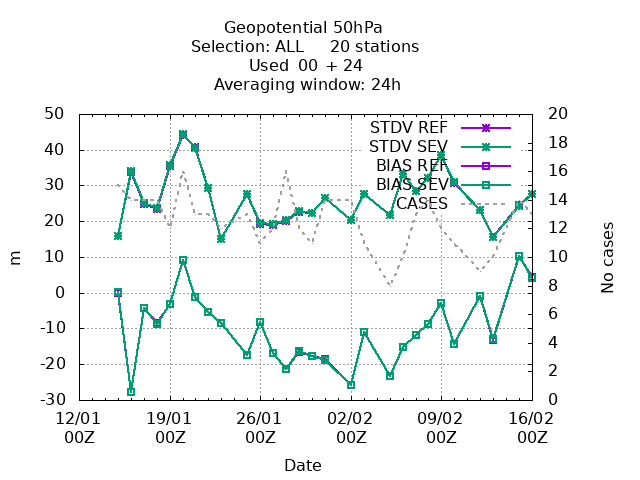 Geopotential 50hPa
Selection: ALL     20 stations
Used  00  + 24
Averaging window: 24h
50
40
30
20
10
0
-10
-20
-30
m
20
18
16
14
12
10
8
6
4
2
0
No cases
STDV REF
STDV SEV
BIAS REF
BIAS SEV
CASES
12/01 19/01 26/01 02/02 09/02 16/02
00Z 00Z 00Z 00Z 00Z 00Z
Date